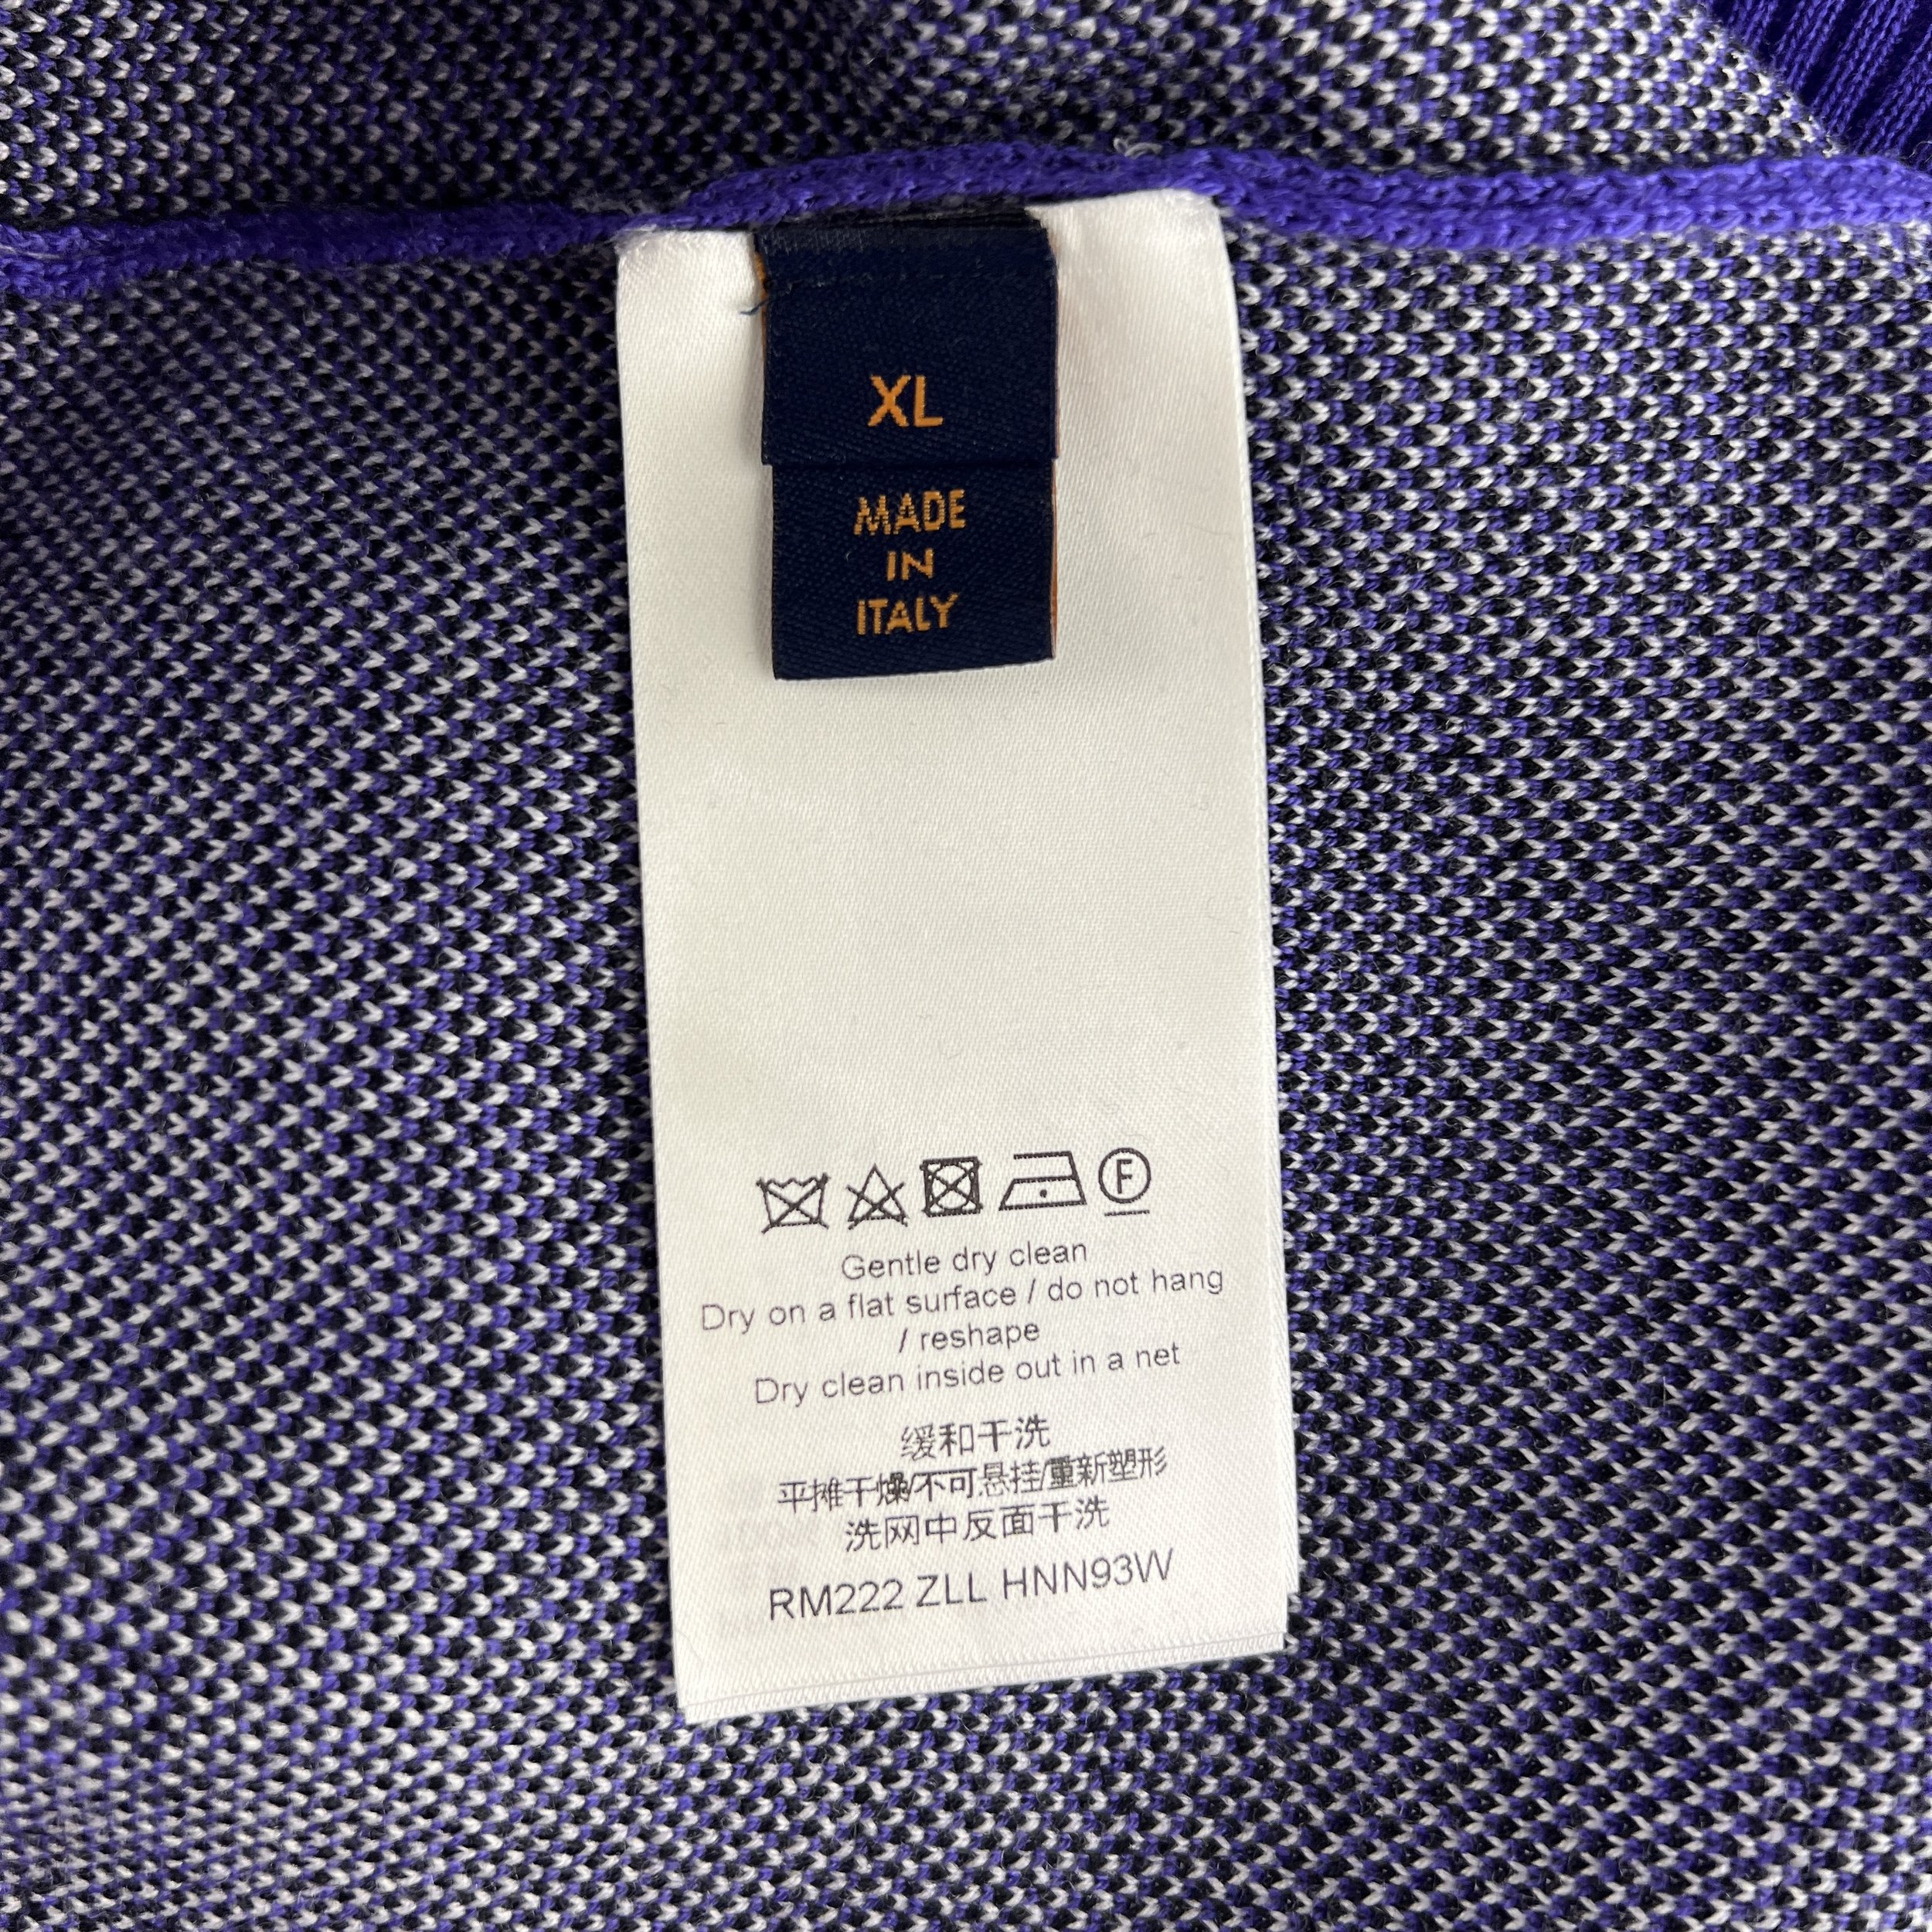 XL
MADE
IN
ITALY
F
Gentle dry clean
Dry on a flat surface / do not hang
/ reshape
Dry clean inside out in a net
缓和干洗
平摊干燥/不可悬挂/重新塑形
洗网中反面干洗
RM222 ZLL HNN93W